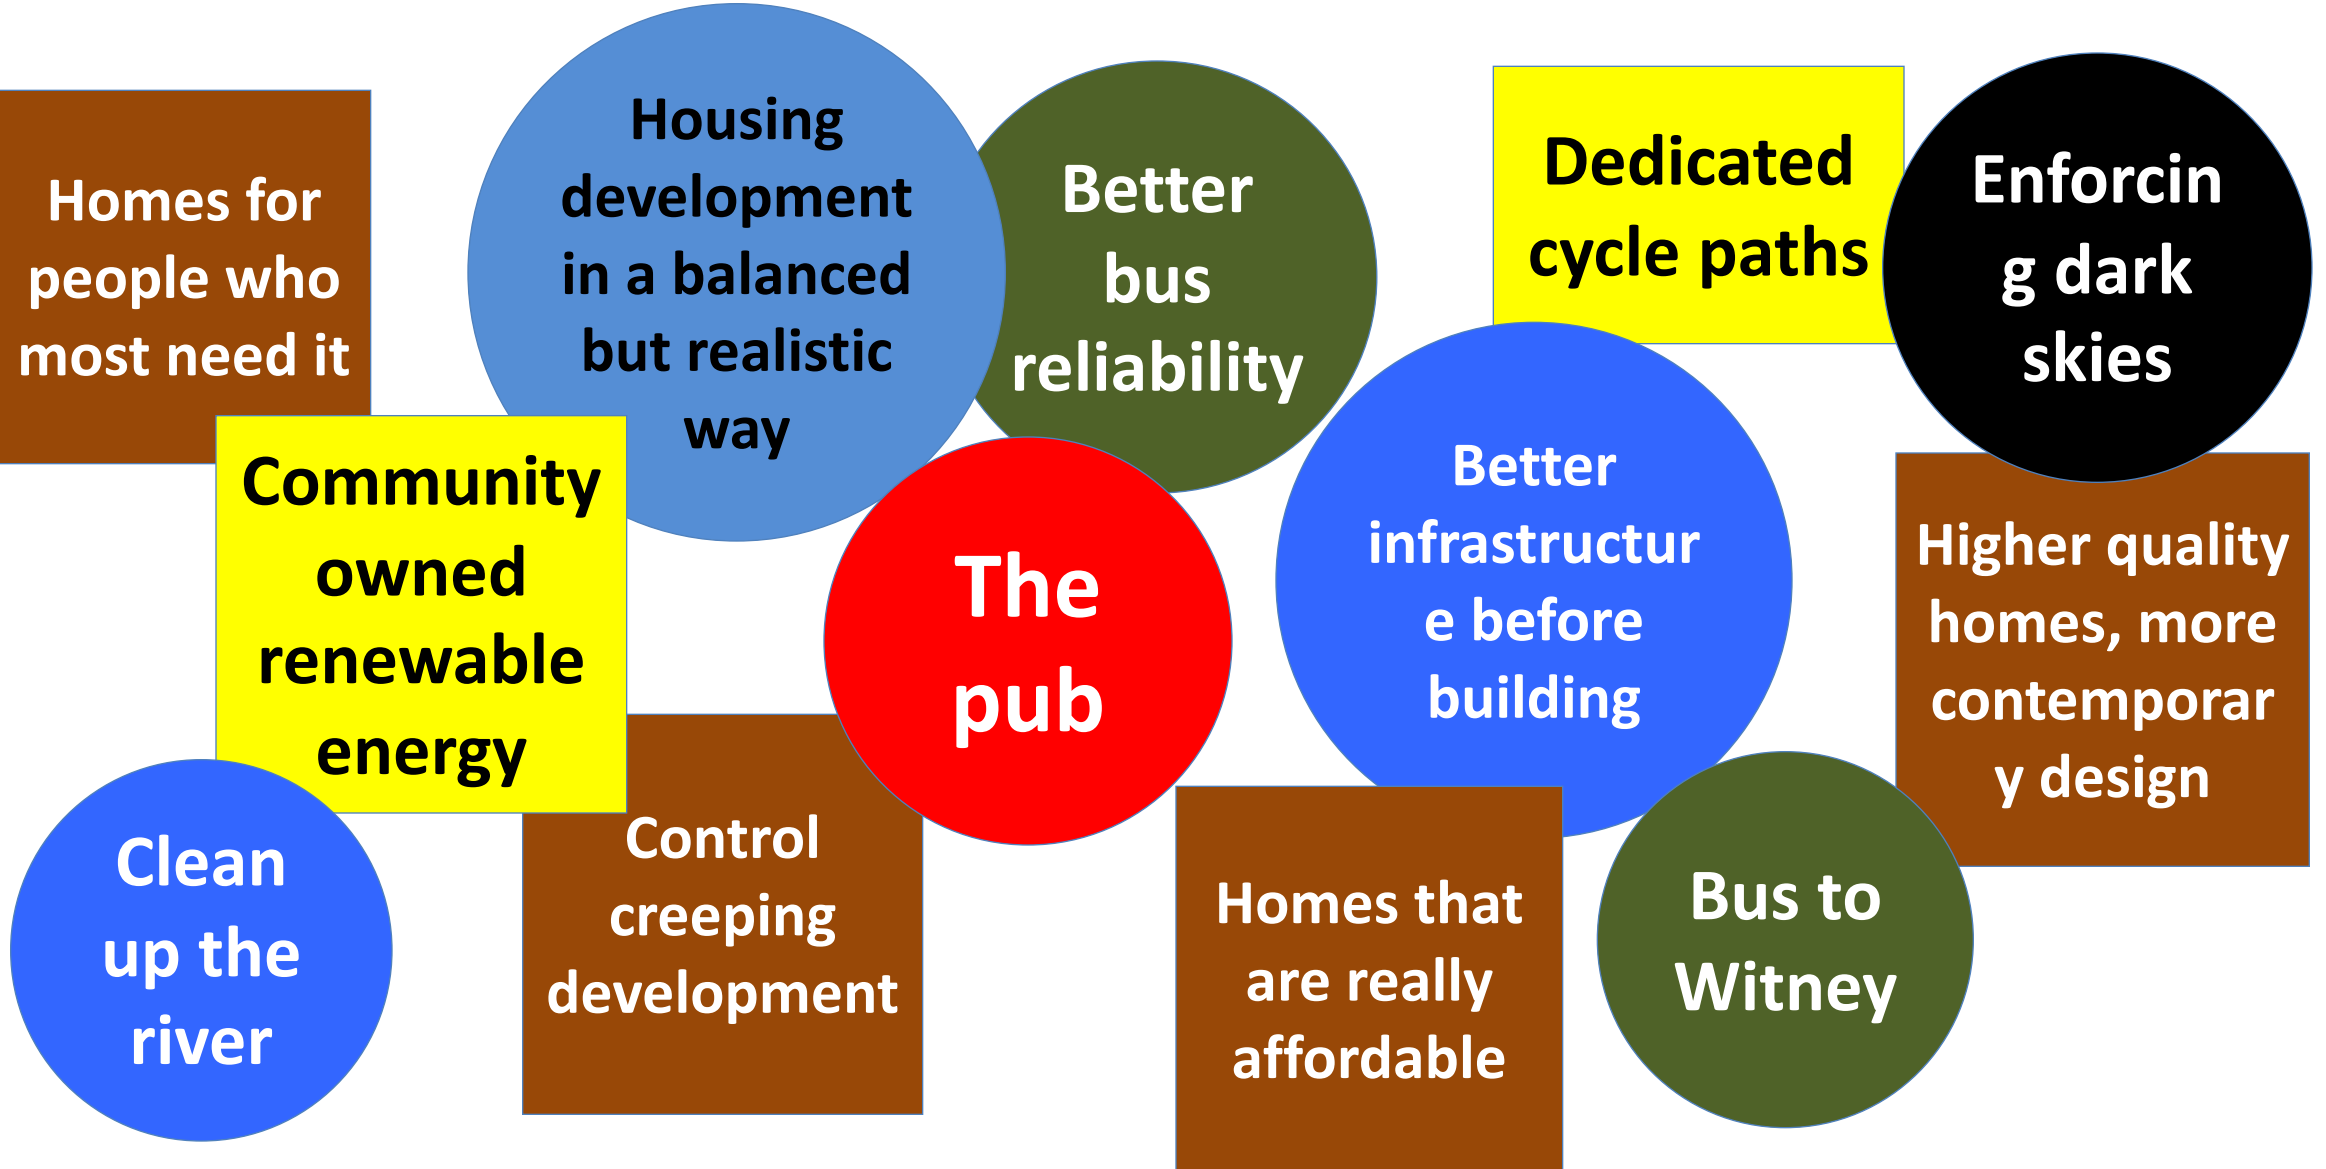 Homes for
people who
most need it
Housing
development
in a balanced
but realistic
way
Better
bus
reliability
Dedicated
cycle paths
Enforcin
g dark
skies
Community
owned
renewable
energy
The
pub
Better
infrastructur
e before
building
Higher quality
homes, more
contemporar
y design
Clean
up the
river
Control
creeping
development
Homes that
are really
affordable
Bus to
Witney